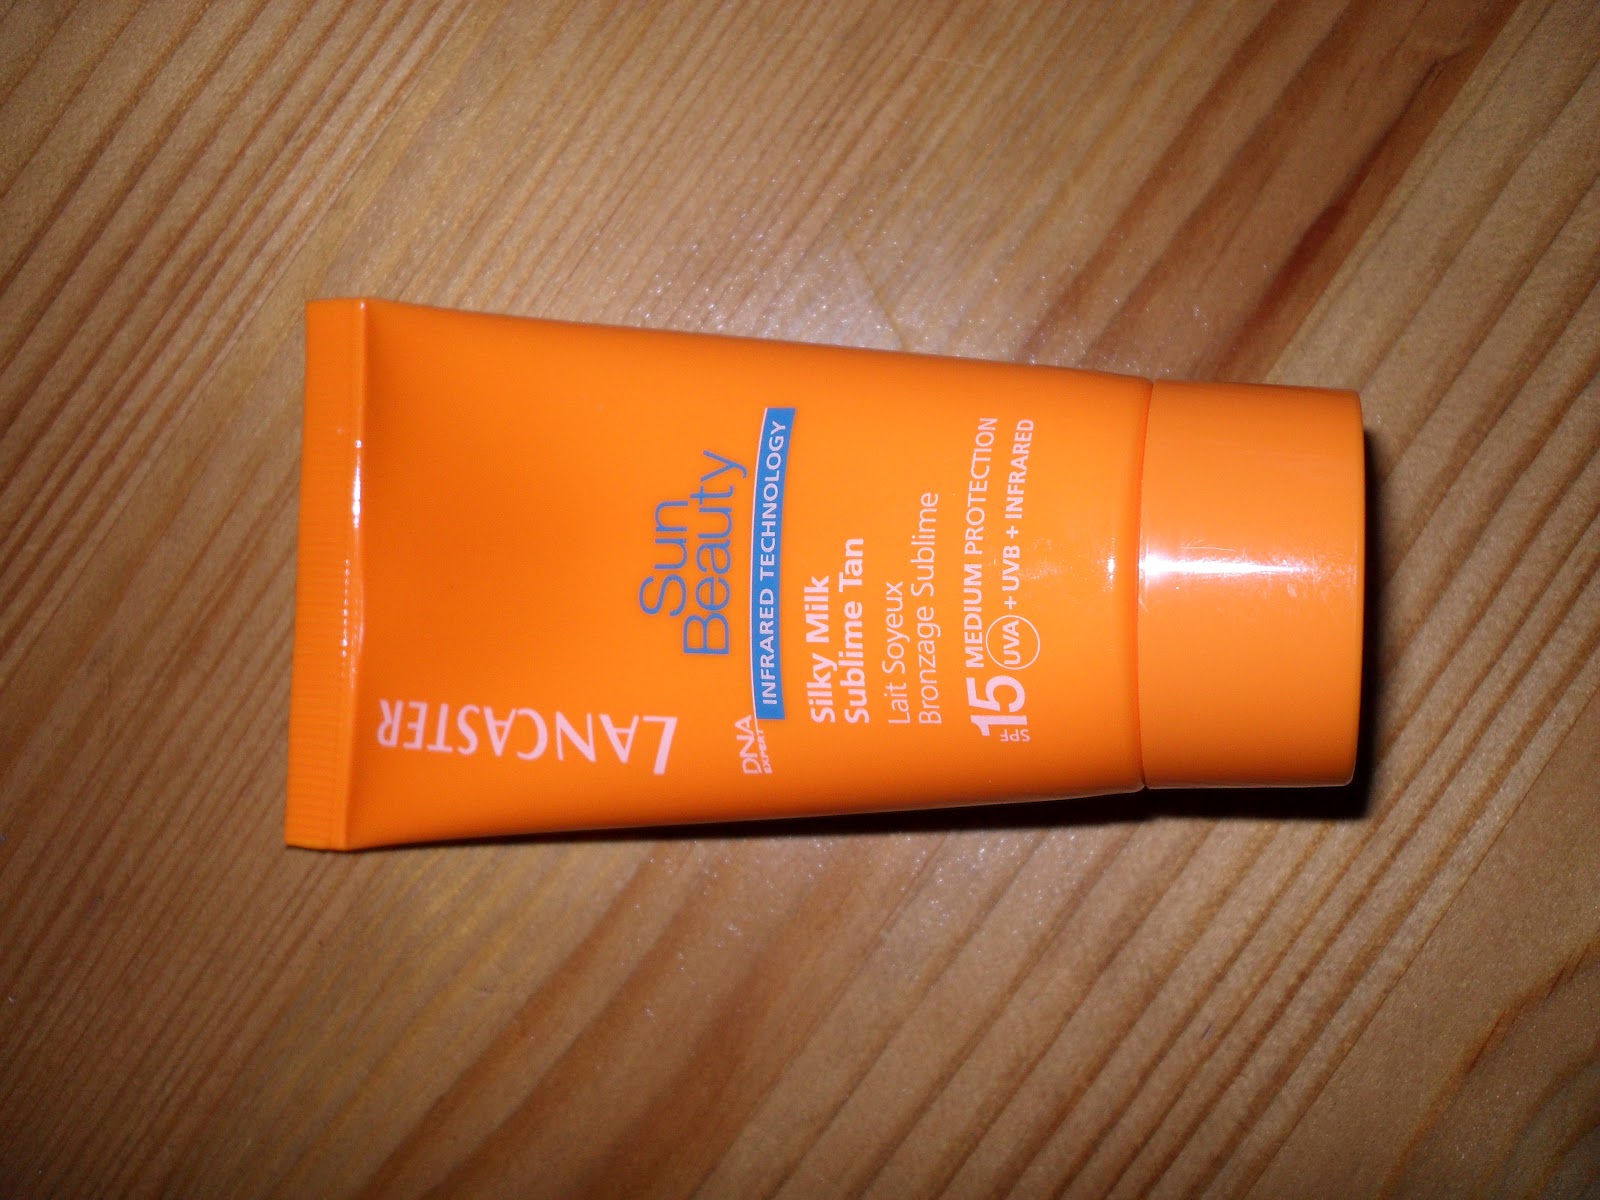 LANCASTER
Sun
Beauty
DNA
EXPERT
INFRARED TECHNOLOGY
Silky Milk
Sublime Tan
Lait Soyeux
Bronzage Sublime
SPF
15 MEDIUM PROTECTION
UVA + UVB + INFRARED